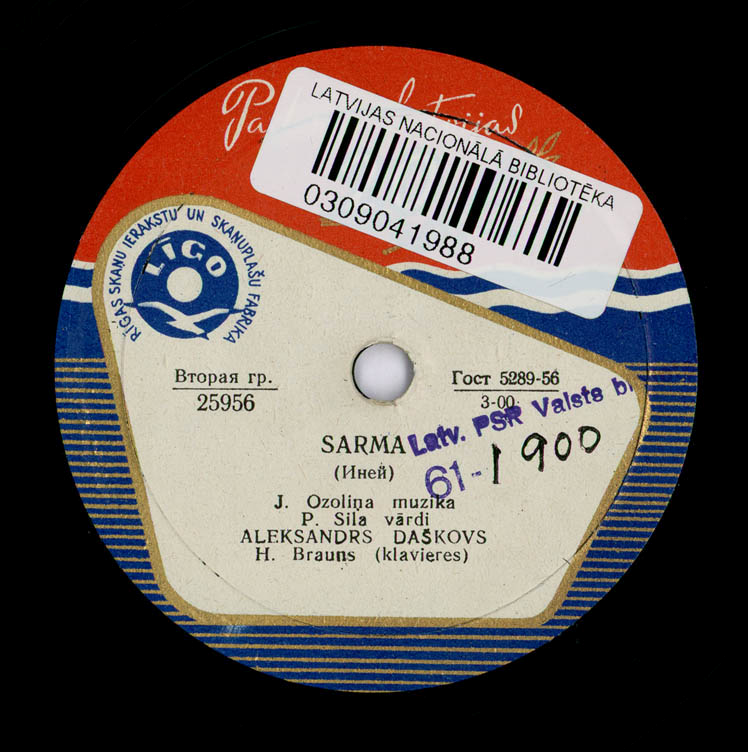 LATVIJAS NACIONĀLĀ BIBLIOTĒKA
0309041988
RĪGAS SKAŅU IERAKSTU UN SKAŅUPLAŠU FABRIKA
LĪGO
Вторая гр.
25956
Гост 5289-56
3-00
Latv. PSR Valsts b
61-1900
SARMA
(Иней)
J. Ozoliņa muzika
P. Sila vārdi
ALEKSANDRS DAŠKOVS
H. Brauns (klavieres)